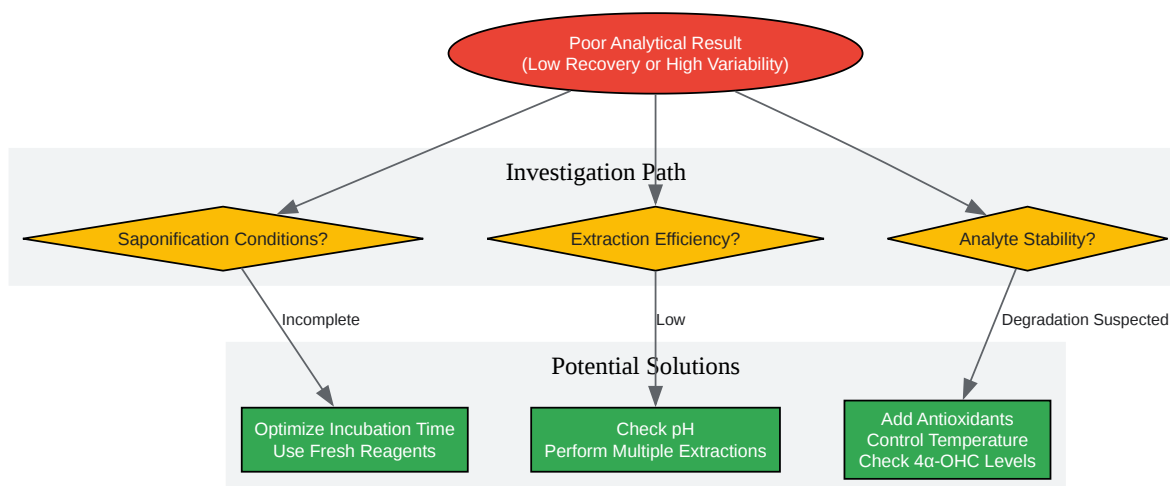 Poor Analytical Result
(Low Recovery or High Variability)
Investigation Path
Saponification Conditions?
Extraction Efficiency?
Analyte Stability?
Incomplete
Low
Degradation Suspected
Potential Solutions
Optimize Incubation Time
Use Fresh Reagents
Check pH
Perform Multiple Extractions
Add Antioxidants
Control Temperature
Check 4α-OHC Levels